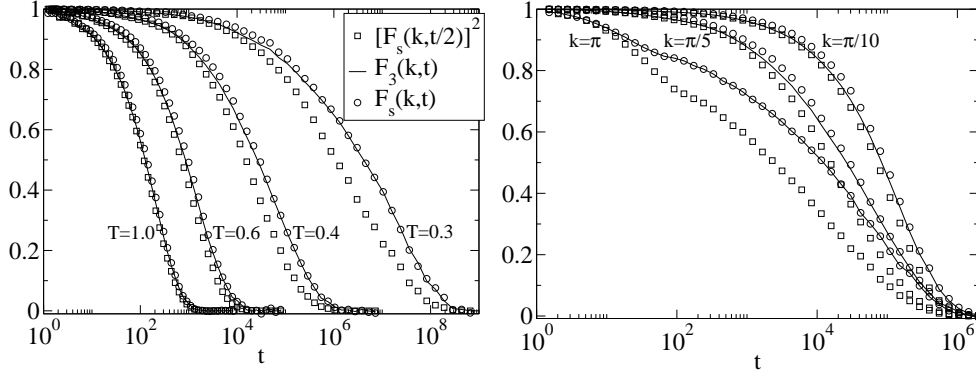 1
0.8
0.6
0.4
0.2
0
[F_s(k,t/2)]^2
F_3(k,t)
F_s(k,t)
T=1.0
T=0.6
T=0.4
T=0.3
10^0
10^2
10^4
10^6
10^8
t
1
0.8
0.6
0.4
0.2
0
k=π
k=π/5
k=π/10
10^0
10^2
10^4
10^6
t